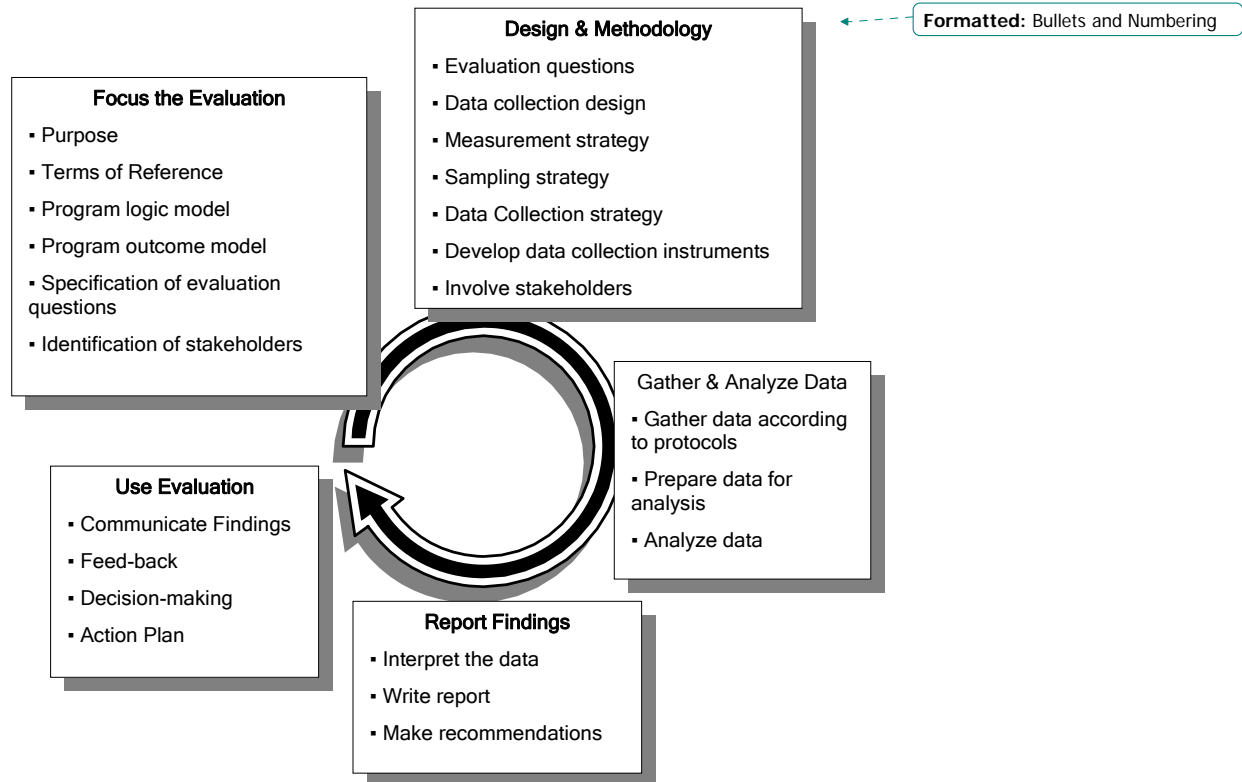 Design & Methodology
▪ Evaluation questions
▪ Data collection design
▪ Measurement strategy
▪ Sampling strategy
▪ Data Collection strategy
▪ Develop data collection instruments
▪ Involve stakeholders
Formatted: Bullets and Numbering
Focus the Evaluation
▪ Purpose
▪ Terms of Reference
▪ Program logic model
▪ Program outcome model
▪ Specification of evaluation
questions
▪ Identification of stakeholders
Gather & Analyze Data
▪ Gather data according
to protocols
▪ Prepare data for
analysis
▪ Analyze data
Use Evaluation
▪ Communicate Findings
▪ Feed-back
▪ Decision-making
▪ Action Plan
Report Findings
▪ Interpret the data
▪ Write report
▪ Make recommendations